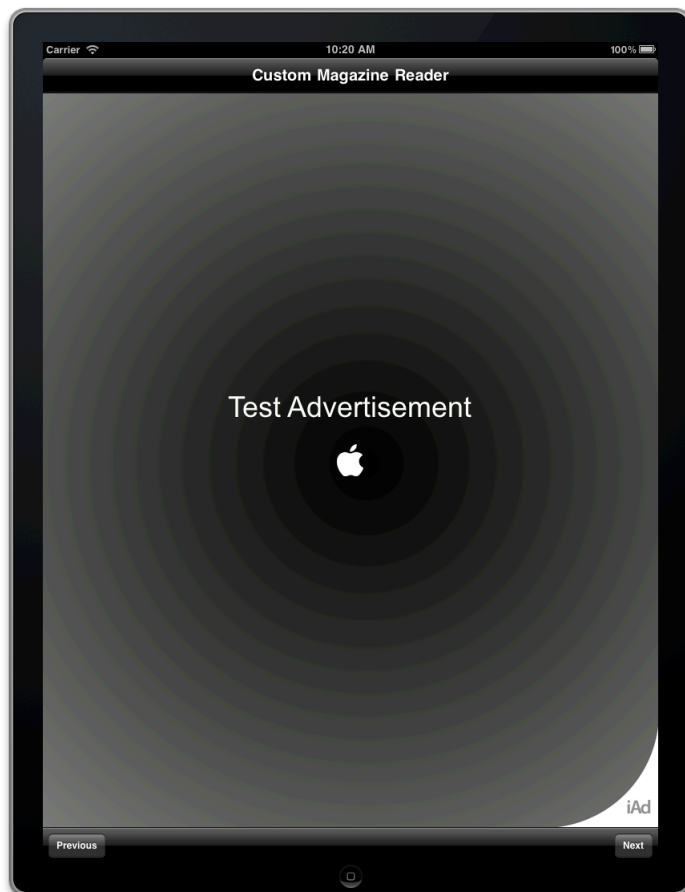 Carrier 10:20 AM 100%
Custom Magazine Reader
Test Advertisement
iAd
Previous Next